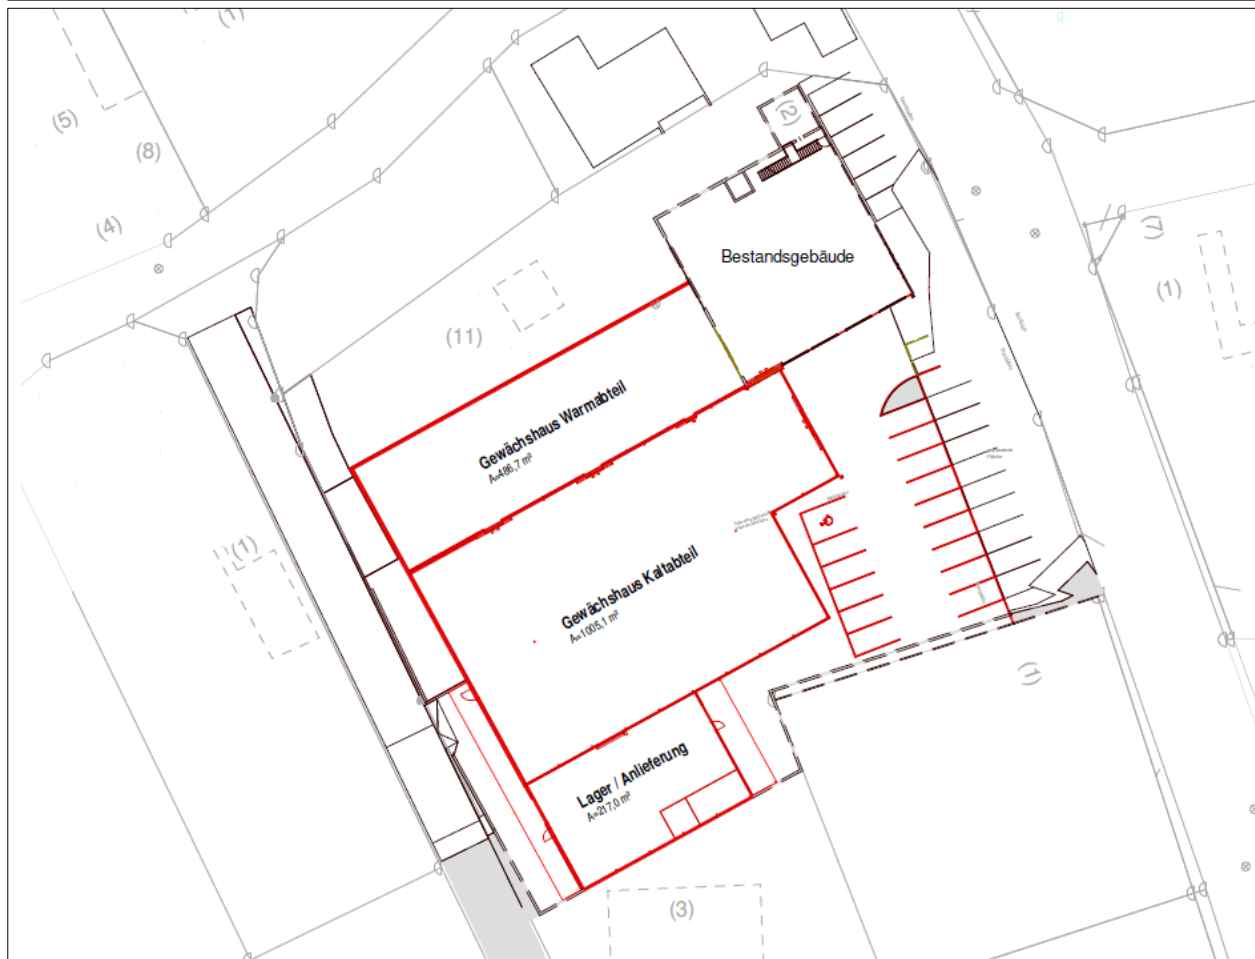 (1)
(5)
(8)
(2)
(4)
(7)
Bestandsgebäude
(1)
(11)
Gewächshaus Warmabteil
A=486,7 m²
(1)
Gewächshaus Kaltabteil
A=1005,1 m²
(1)
Lager / Anlieferung
A=217,0 m²
(3)